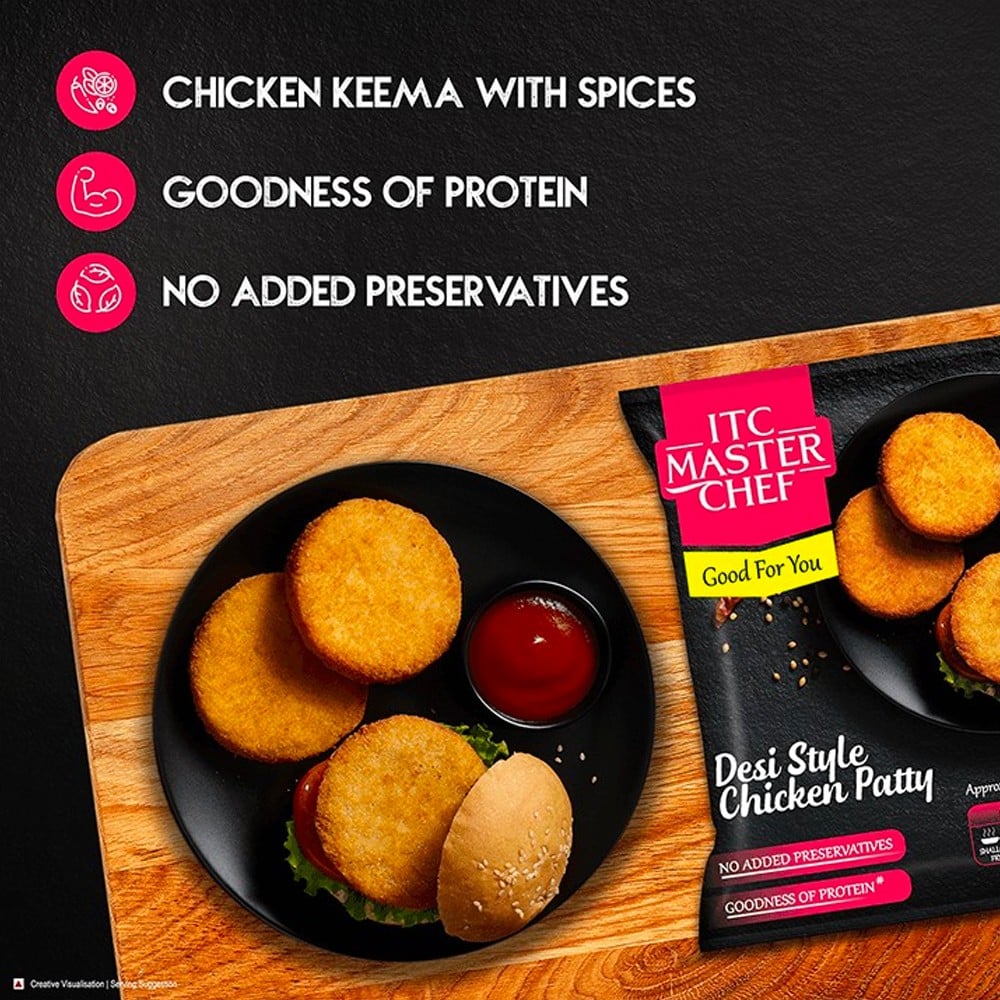 CHICKEN KEEMA WITH SPICES
GOODNESS OF PROTEIN
NO ADDED PRESERVATIVES
ITC
MASTER
CHEF
Good For You
Desi Style
Chicken Patty
NO ADDED PRESERVATIVES
GOODNESS OF PROTEIN*
Creative Visualisation | Serving Suggestion